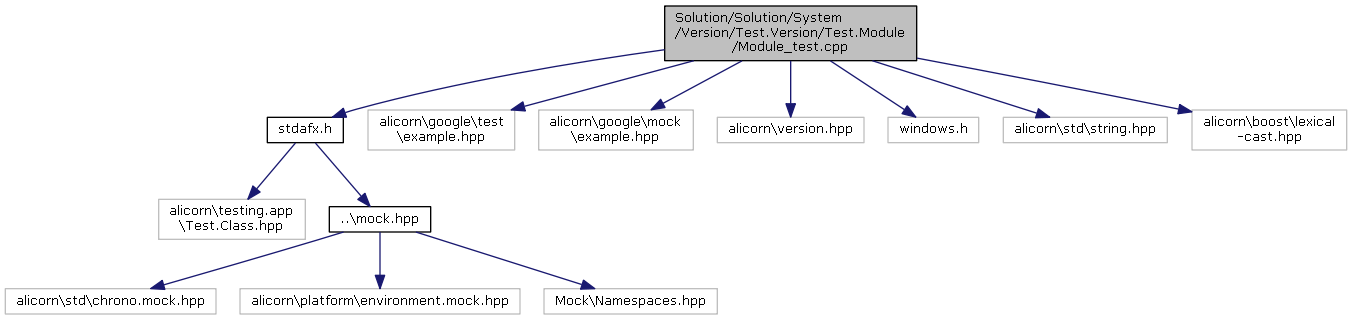 Solution/Solution/System
/Version/Test.Version/Test.Module
/Module_test.cpp
stdafx.h
alicorn\google\test
\example.hpp
alicorn\google\mock
\example.hpp
alicorn\version.hpp
windows.h
alicorn\std\string.hpp
alicorn\boost\lexical
-cast.hpp
alicorn\testing.app
\Test.Class.hpp
..\mock.hpp
alicorn\std\chrono.mock.hpp
alicorn\platform\environment.mock.hpp
Mock\Namespaces.hpp